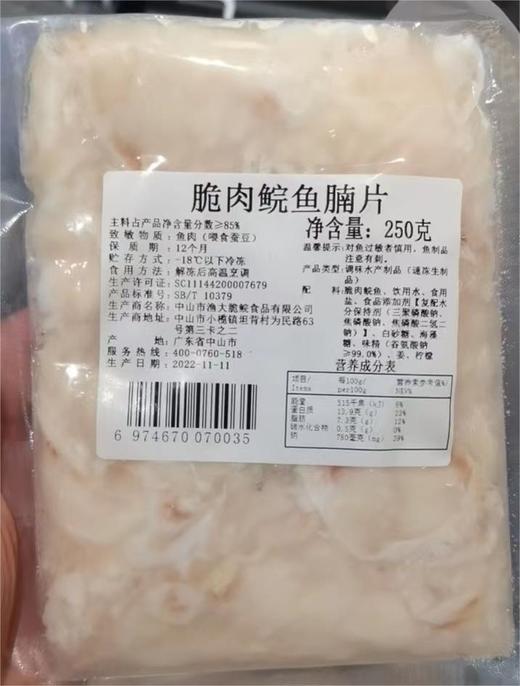 脆肉鲩鱼腩片
净含量：250克
主料占产品净含量分数≥85%
致敏物质：鱼肉（喂食蚕豆）
保质期：12个月
贮存方式：-18℃以下冷冻
食用方法：解冻后高温烹调
生产许可证：SC11144200007679
产品标准号：SB/T 10379
生产商名称：中山市渔大脆鲩食品有限公司
生产商地址：中山市小榄镇坦背村为民路63
号第三卡之二
产地：广东省中山市
服务热线：400-0760-518
生产日期：2022-11-11
6 974670 070035
温馨提示：对鱼过敏者慎用，鱼制品
注意有刺。
产品类型：调味水产制品（速冻生制
品）
配料：脆肉鲩鱼、饮用水、食用
盐、食品添加剂【复配水
分保持剂（三聚磷酸钠、
焦磷酸钠、焦磷酸二氢二
钠）】、白砂糖、海藻
糖、味精（谷氨酸钠
≥99.0%）、姜、柠檬
营养成分表
项目/ 每100g/ 营养素参考值%/
Items per100g NRV%
能量 515千焦（kJ） 6%
蛋白质 13.9克（g） 23%
脂肪 7.3克（g） 12%
碳水化合物 0.5克（g） 0%
钠 780毫克（mg） 39%